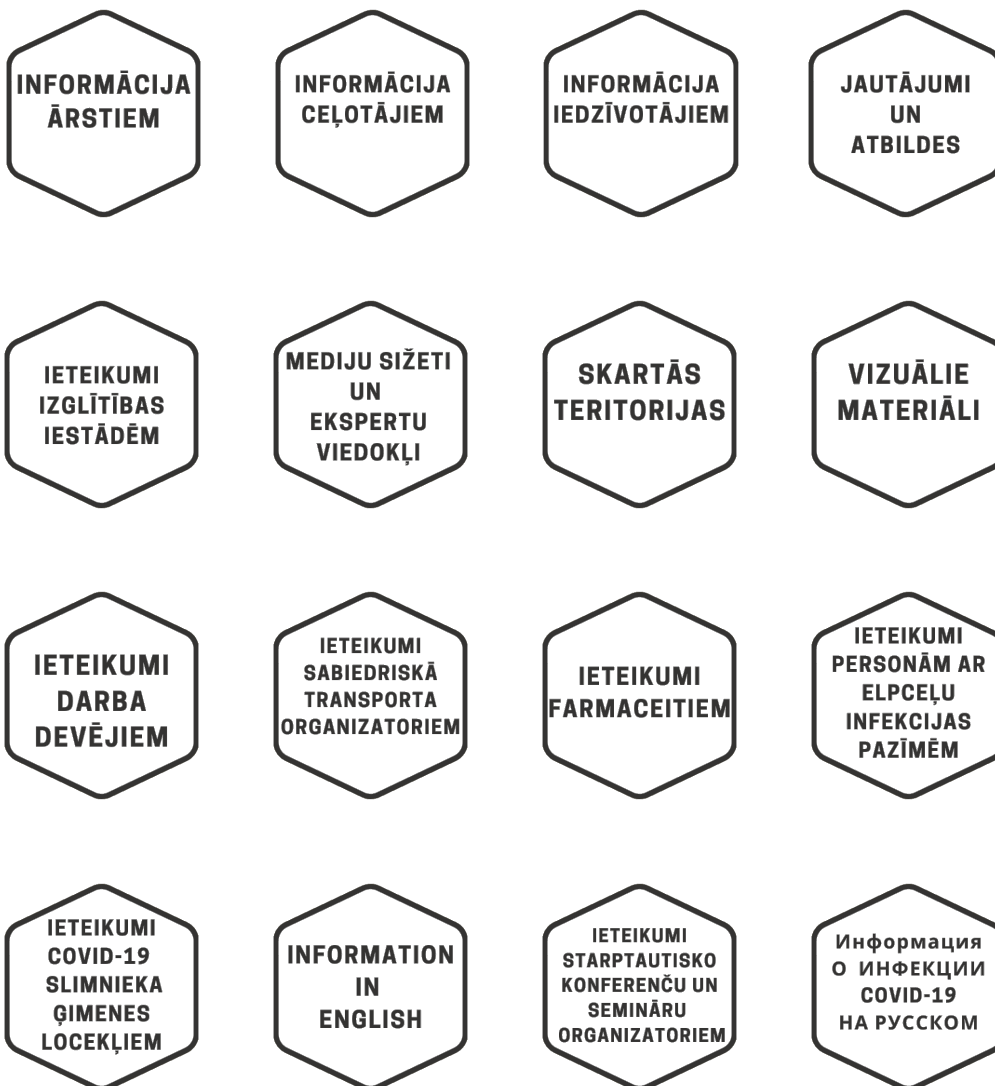 INFORMĀCIJA
ĀRSTIEM
INFORMĀCIJA
CEĻOTĀJIEM
INFORMĀCIJA
IEDZĪVOTĀJIEM
JAUTĀJUMI
UN
ATBILDES
IETEIKUMI
IZGLĪTĪBAS
IESTĀDĒM
MEDIJU SIŽETI
UN
EKSPERTU
VIEDOKĻI
SKARTĀS
TERITORIJAS
VIZUĀLIE
MATERIĀLI
IETEIKUMI
DARBA
DEVĒJIEM
IETEIKUMI
SABIEDRISKĀ
TRANSPORTA
ORGANIZATORIEM
IETEIKUMI
FARMACEITIEM
IETEIKUMI
PERSONĀM AR
ELPCEĻU
INFEKCIJAS
PAZĪMĒM
IETEIKUMI
COVID-19
SLIMNIEKA
ĢIMENES
LOCEKĻIEM
INFORMATION
IN
ENGLISH
IETEIKUMI
STARPTAUTISKO
KONFERENČU UN
SEMINĀRU
ORGANIZATORIEM
Информация
О ИНФЕКЦИИ
COVID-19
НА РУССКОМ